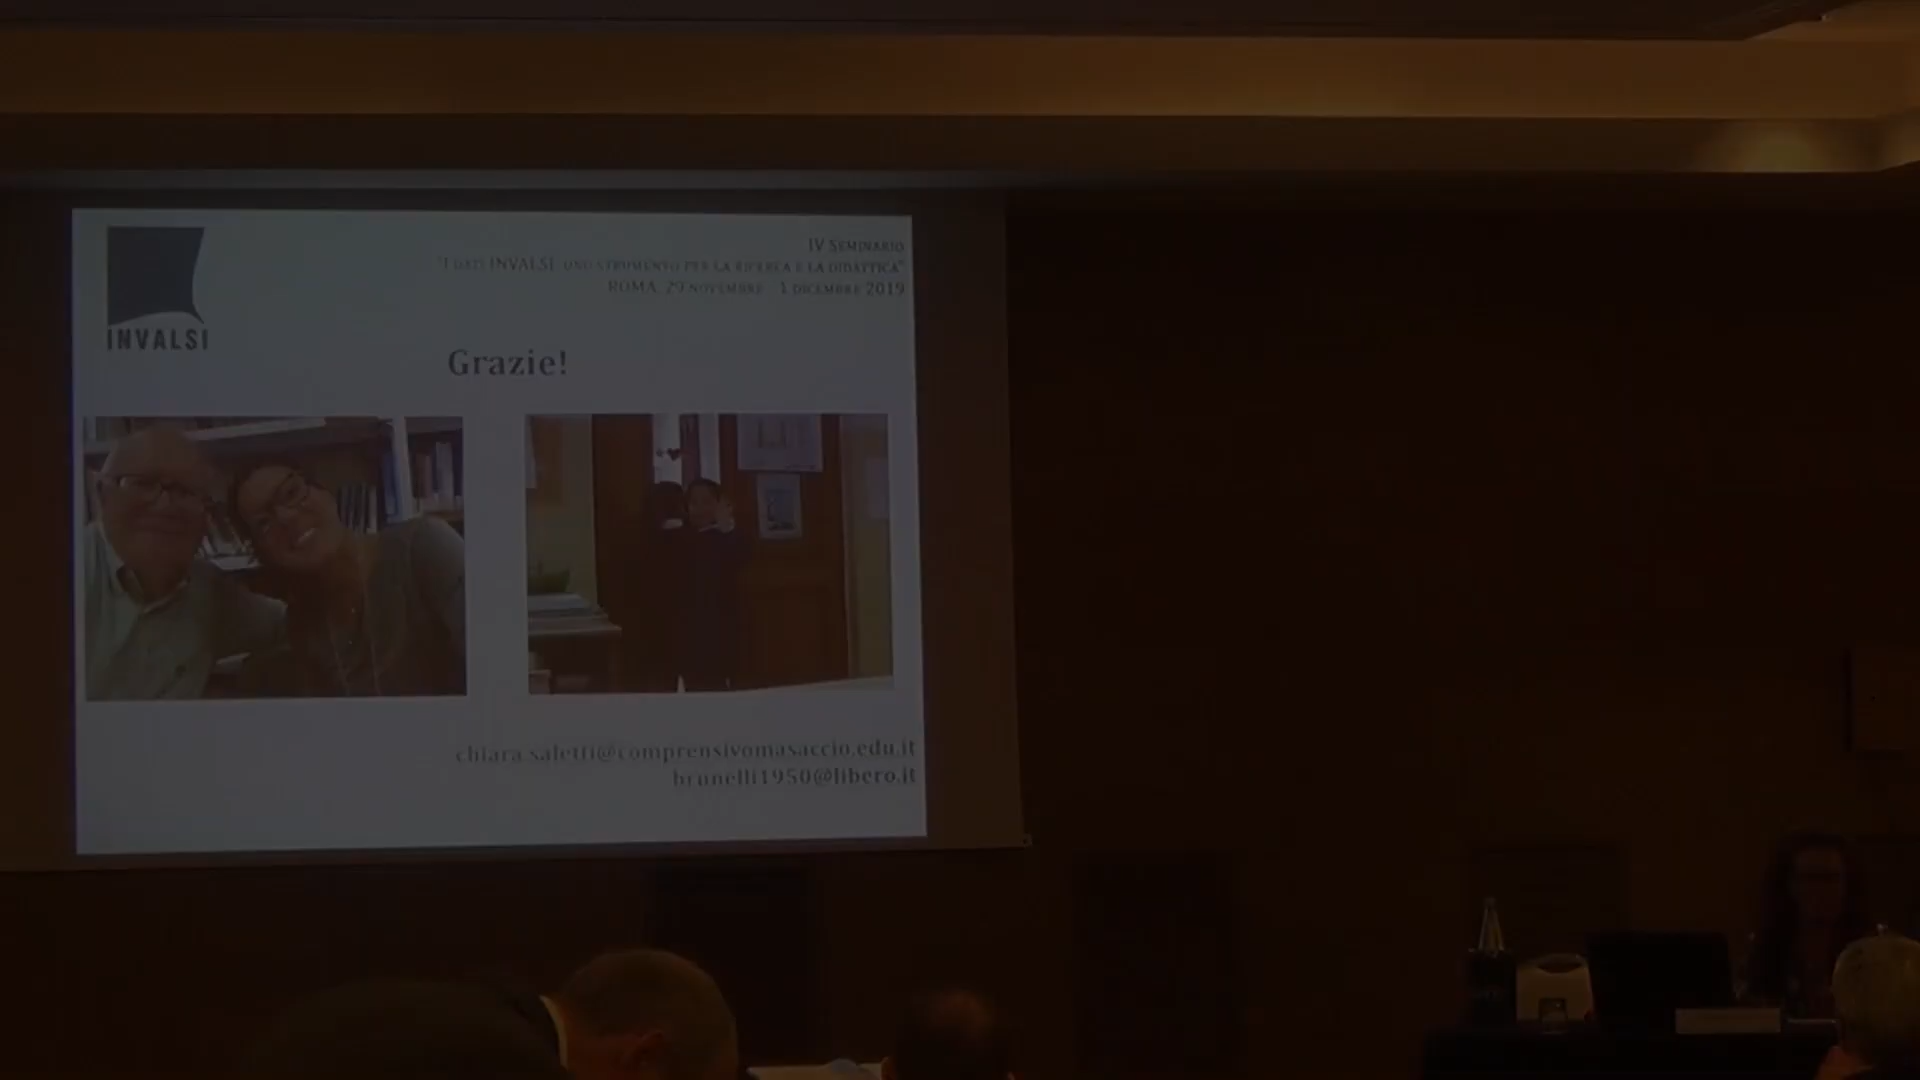 INVALSI
IV SEMINARIO
"I DATI INVALSI: UNO STRUMENTO PER LA RICERCA E LA DIDATTICA"
ROMA, 29 NOVEMBRE - 1 DICEMBRE 2019
Grazie!
chiara.saletti@comprensivomasaccio.edu.it
brunelli1950@libero.it